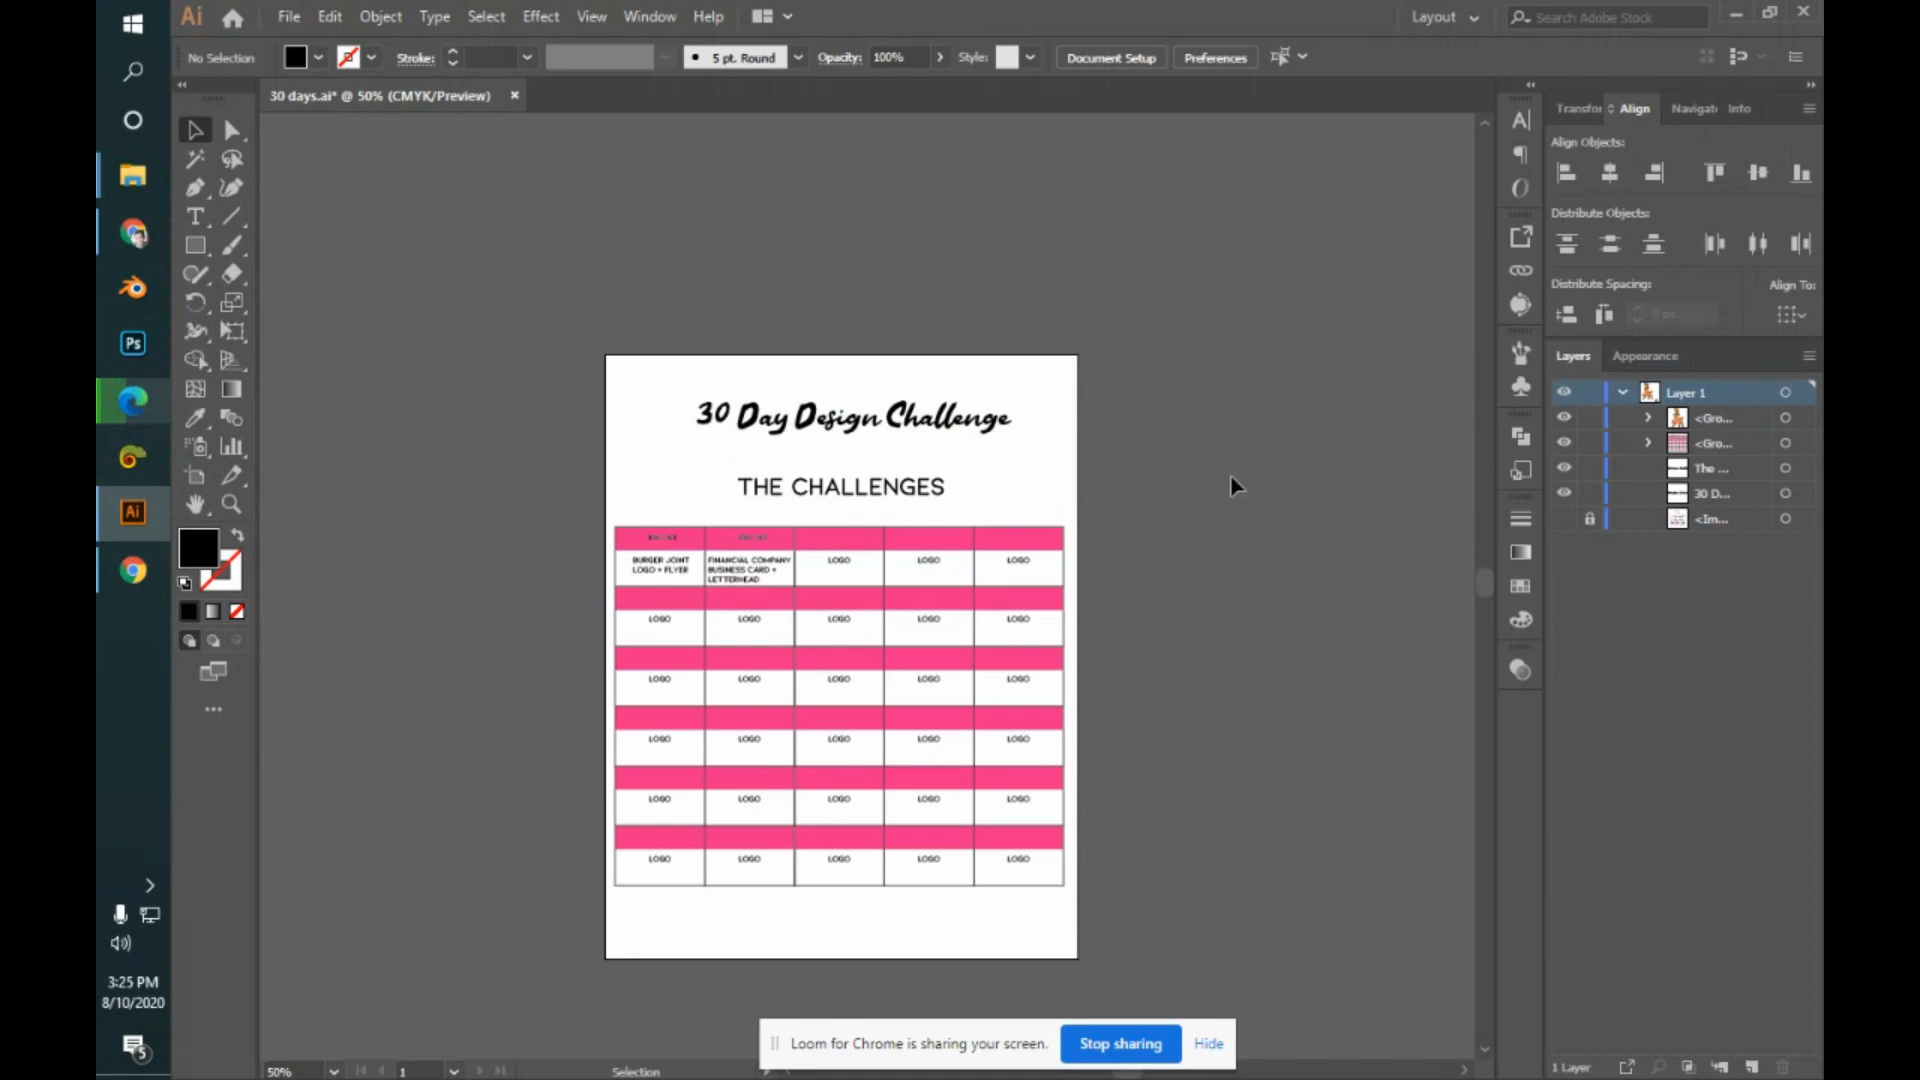 Ai File Edit Object Type Select Effect View Window Help Layout Search Adobe Stock
No Selection Stroke: 5 pt. Round Opacity: 100% Style: Document Setup Preferences
30 days.ai* @ 50% (CMYK/Preview)
Transfor Align Navigat Info
Align Objects:
Distribute Objects:
Distribute Spacing: Align To:
0 px
Layers Appearance
Layer 1
<Gro...
<Gro...
The ...
30 D...
<Im...
30 Day Design Challenge
THE CHALLENGES
BURGER JOINT
LOGO + FLYER
FINANCIAL COMPANY
BUSINESS CARD +
LETTERHEAD
LOGO LOGO LOGO
LOGO LOGO LOGO LOGO LOGO
LOGO LOGO LOGO LOGO LOGO
LOGO LOGO LOGO LOGO LOGO
LOGO LOGO LOGO LOGO LOGO
LOGO LOGO LOGO LOGO LOGO
Ps
Ai
3:25 PM
8/10/2020
5
Loom for Chrome is sharing your screen. Stop sharing Hide
50% 1 Selection
1 Layer